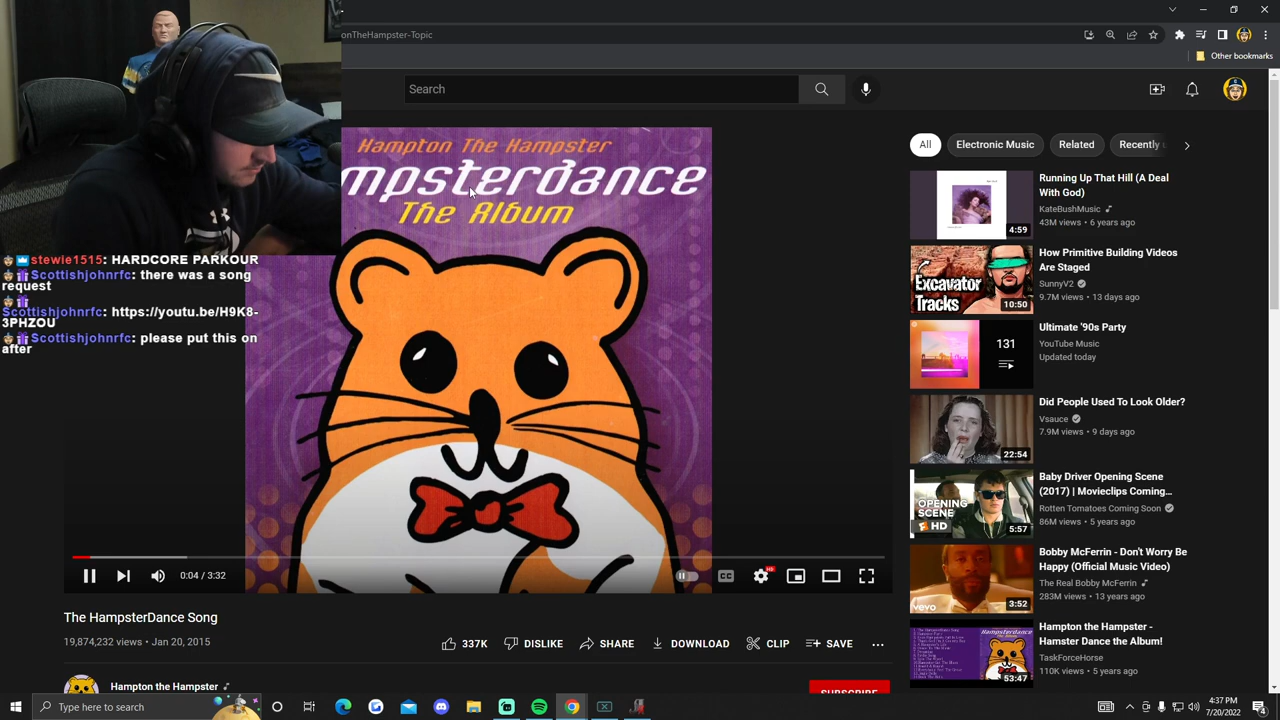 onTheHampster-Topic
Other bookmarks
Search
Hampton The Hampster
mpsterdance
The Album
stewie1515: HARDCORE PARKOUR
Scottishjohnrfc: there was a song
request
Scottishjohnrfc: https://youtu.be/H9K8-
3PHZOU
Scottishjohnrfc: please put this on
after
0:04 / 3:32
CC
HD
The HampsterDance Song
19,874,232 views • Jan 20, 2015
337K
DISLIKE
SHARE
DOWNLOAD
CLIP
SAVE
Hampton the Hampster
SUBSCRIBE
All
Electronic Music
Related
Recently u
Running Up That Hill (A Deal
With God)
KateBushMusic
43M views • 6 years ago
4:59
How Primitive Building Videos
Are Staged
SunnyV2
9.7M views • 13 days ago
Excavator
Tracks
10:50
Ultimate '90s Party
YouTube Music
Updated today
131
Did People Used To Look Older?
Vsauce
7.9M views • 9 days ago
22:54
Baby Driver Opening Scene
(2017) | Movieclips Coming...
Rotten Tomatoes Coming Soon
86M views • 5 years ago
OPENING
SCENE
HD
5:57
Bobby McFerrin - Don't Worry Be
Happy (Official Music Video)
The Real Bobby McFerrin
283M views • 13 years ago
vevo
3:52
Hampton the Hampster -
Hamster Dance the Album!
TaskForceHorse
110K views • 5 years ago
Hampsterdance
53:47
Type here to search
4:37 PM
7/20/2022
4